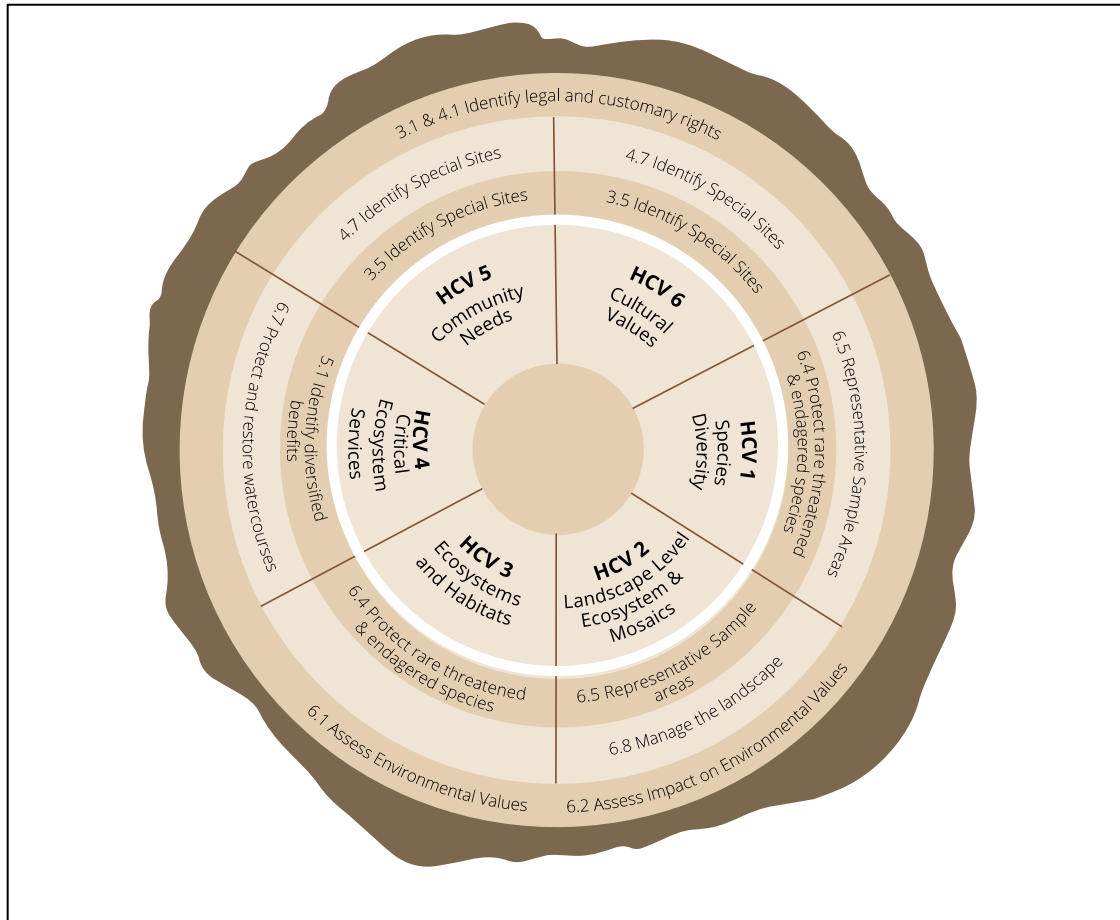 3.1 & 4.1 Identify legal and customary rights
4.7 Identify Special Sites
4.7 Identify Special Sites
3.5 Identify Special Sites
3.5 Identify Special Sites
HCV 5
Community
Needs
HCV 6
Cultural
Values
6.7 Protect and restore watercourses
5.1 Identify diversified
benefits
HCV 4
Critical
Ecosystem
Services
HCV 1
Species
Diversity
6.4 Protect rare threatened
& endagered species
6.5 Representative Sample Areas
HCV 3
Ecosystems
and Habitats
HCV 2
Landscape Level
Ecosystem &
Mosaics
6.4 Protect rare threatened
& endagered species
6.5 Representative Sample
areas
6.8 Manage the landscape
6.1 Assess Environmental Values
6.2 Assess Impact on Environmental Values